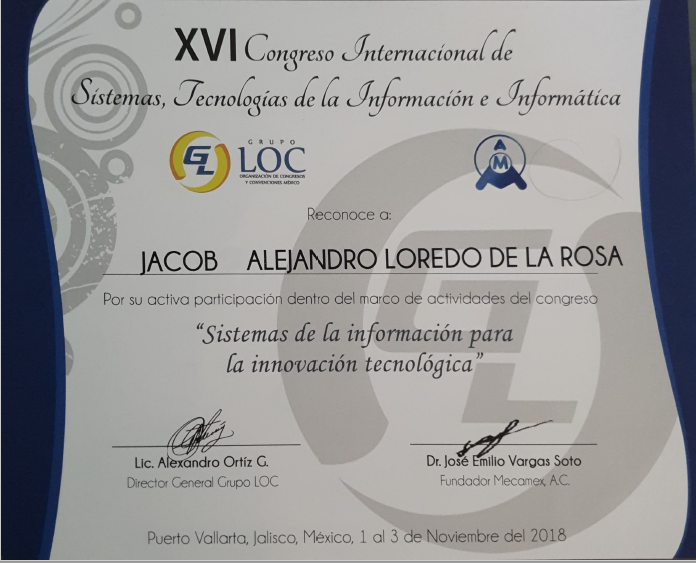 XVI Congreso Internacional de
Sistemas, Tecnologías de la Información e Informática
GL
GRUPO
LOC
ORGANIZACIÓN DE CONGRESOS
Y CONVENCIONES MÉXICO
A
M
Reconoce a:
JACOB ALEJANDRO LOREDO DE LA ROSA
Por su activa participación dentro del marco de actividades del congreso
“Sistemas de la información para
la innovación tecnológica”
Lic. Alexandro Ortíz G.
Director General Grupo LOC
Dr. José Emilio Vargas Soto
Fundador Mecamex, A.C.
Puerto Vallarta, Jalisco, México, 1 al 3 de Noviembre del 2018